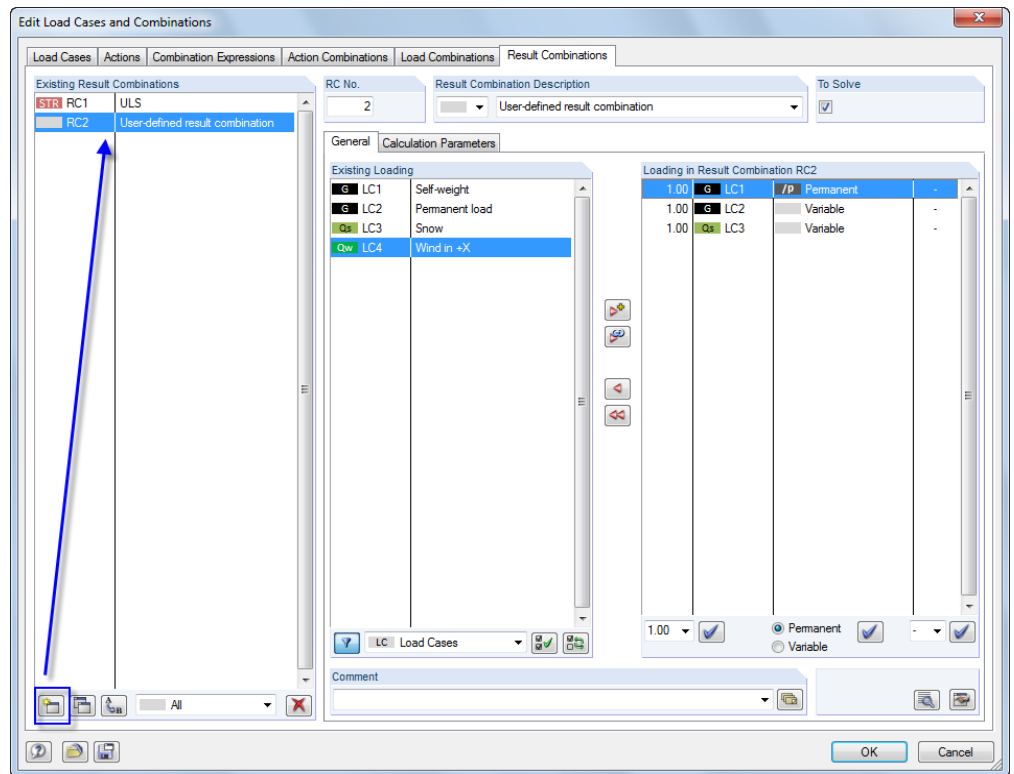 Edit Load Cases and Combinations
Load Cases Actions Combination Expressions Action Combinations Load Combinations Result Combinations
Existing Result Combinations
STR RC1 ULS
RC2 User-defined result combination
RC No.
2
Result Combination Description
User-defined result combination
To Solve
General Calculation Parameters
Existing Loading
G LC1 Self-weight
G LC2 Permanent load
Qs LC3 Snow
Qw LC4 Wind in +X
Loading in Result Combination RC2
1.00 G LC1 /p Permanent -
1.00 G LC2 Variable -
1.00 Qs LC3 Variable -
LC Load Cases
1.00
Permanent
Variable
-
Comment
All
OK Cancel